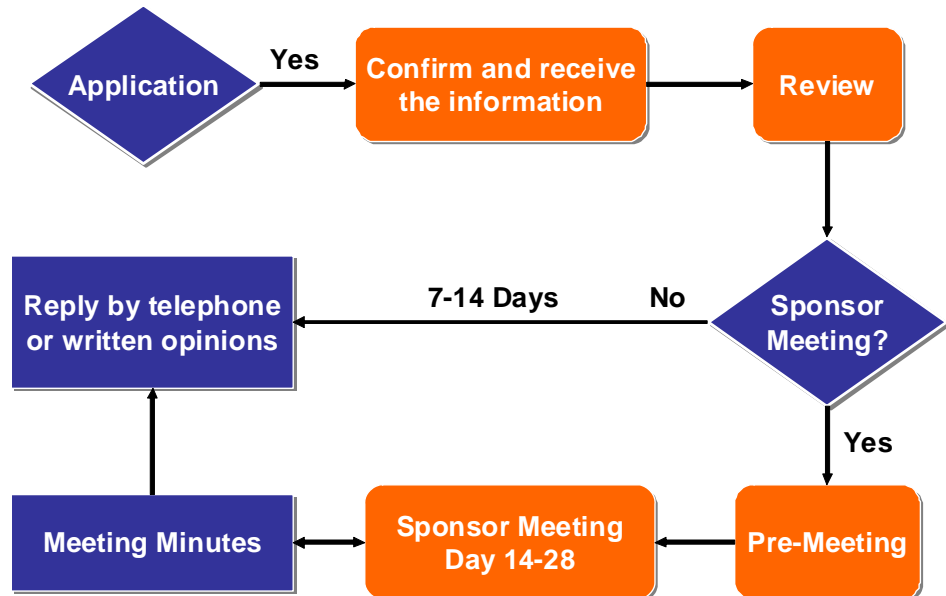 Application
Yes
Confirm and receive
the information
Review
Reply by telephone
or written opinions
7-14 Days
No
Sponsor
Meeting?
Yes
Meeting Minutes
Sponsor Meeting
Day 14-28
Pre-Meeting